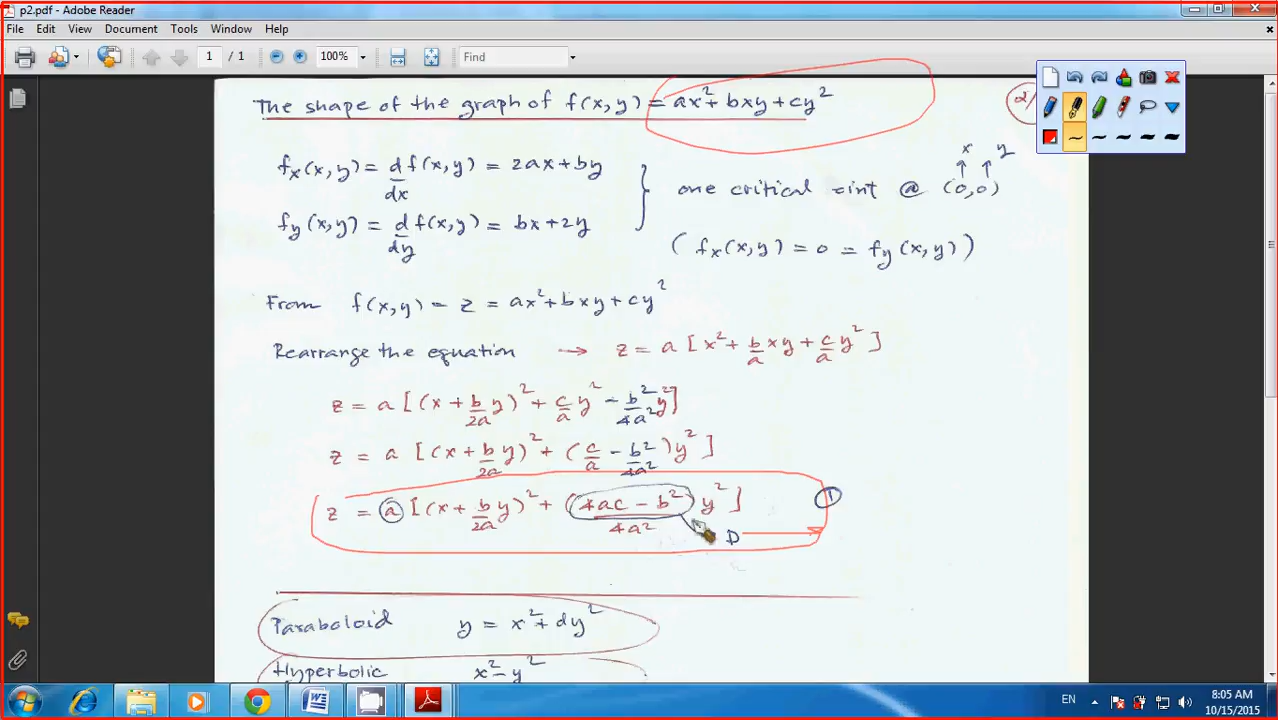 p2.pdf - Adobe Reader
File Edit View Document Tools Window Help
1 / 1 100% Find
The shape of the graph of f(x,y) = ax² + bxy + cy²
2/
fx(x,y) = d/dx f(x,y) = 2ax + by
fy(x,y) = d/dy f(x,y) = bx + 2y
x y
one critical oint @ (0,0)
( fx(x,y) = 0 = fy(x,y) )
From f(x,y) = z = ax² + bxy + cy²
Rearrange the equation → z = a [ x² + b/a xy + c/a y² ]
z = a [ (x + b/2a y)² + c/a y² - b²/4a² y² ]
z = a [ (x + b/2a y)² + ( c/a - b²/4a² ) y² ]
z = a [ (x + b/2a y)² + ( 4ac - b² )/4a² y² ] ①
D
Paraboloid y = x² + dy²
Hyperbolic x² - y²
EN
8:05 AM
10/15/2015